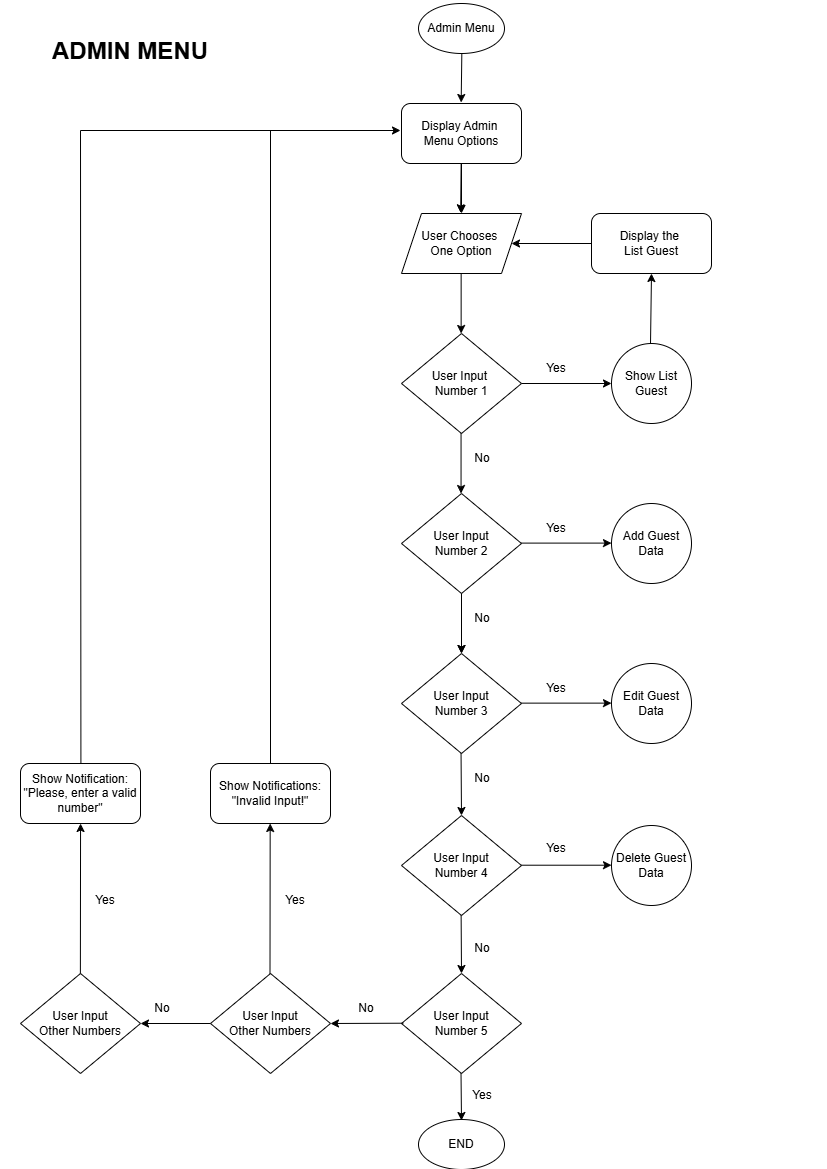 ADMIN MENU
Admin Menu
Display Admin
Menu Options
User Chooses
One Option
Display the
List Guest
User Input
Number 1
Yes
Show List
Guest
No
User Input
Number 2
Yes
Add Guest
Data
No
User Input
Number 3
Yes
Edit Guest
Data
No
User Input
Number 4
Yes
Delete Guest
Data
No
User Input
Number 5
No
User Input
Other Numbers
Yes
Show Notifications:
"Invalid Input!"
No
User Input
Other Numbers
Yes
Show Notification:
"Please, enter a valid
number"
Yes
END